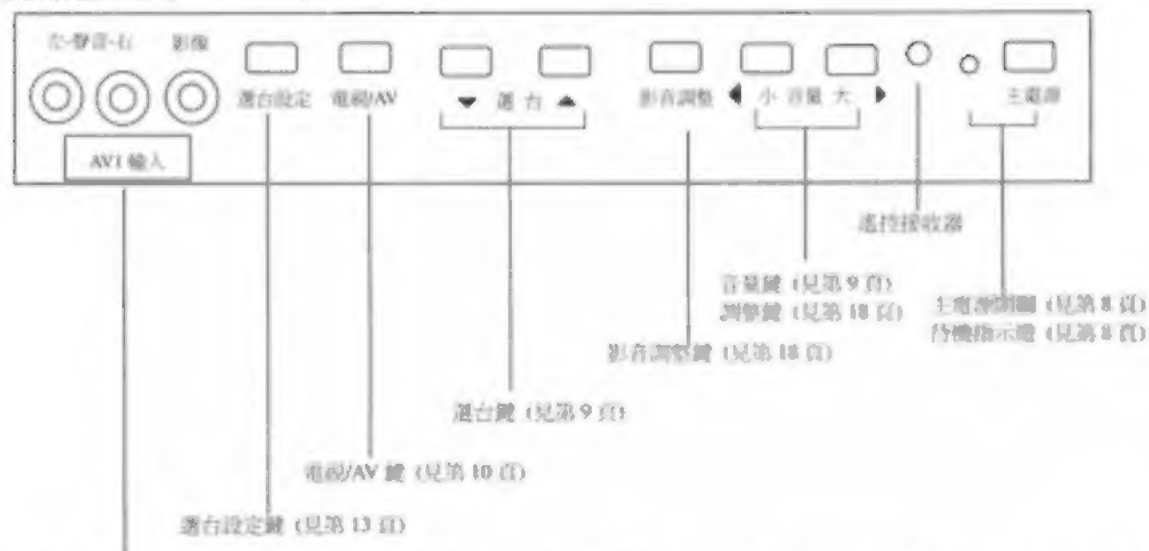 左-聲音-右 影像
選台設定 電視/AV ▼ 選台 ▲ 影音調整 ◀ 小 音量 大 ▶ 主電源
AV1 輸入
遙控接收器
音量鍵 (見第 9 頁)
調整鍵 (見第 18 頁)
主電源開關 (見第 8 頁)
待機指示燈 (見第 8 頁)
影音調整鍵 (見第 18 頁)
選台鍵 (見第 9 頁)
電視/AV 鍵 (見第 10 頁)
選台設定鍵 (見第 13 頁)